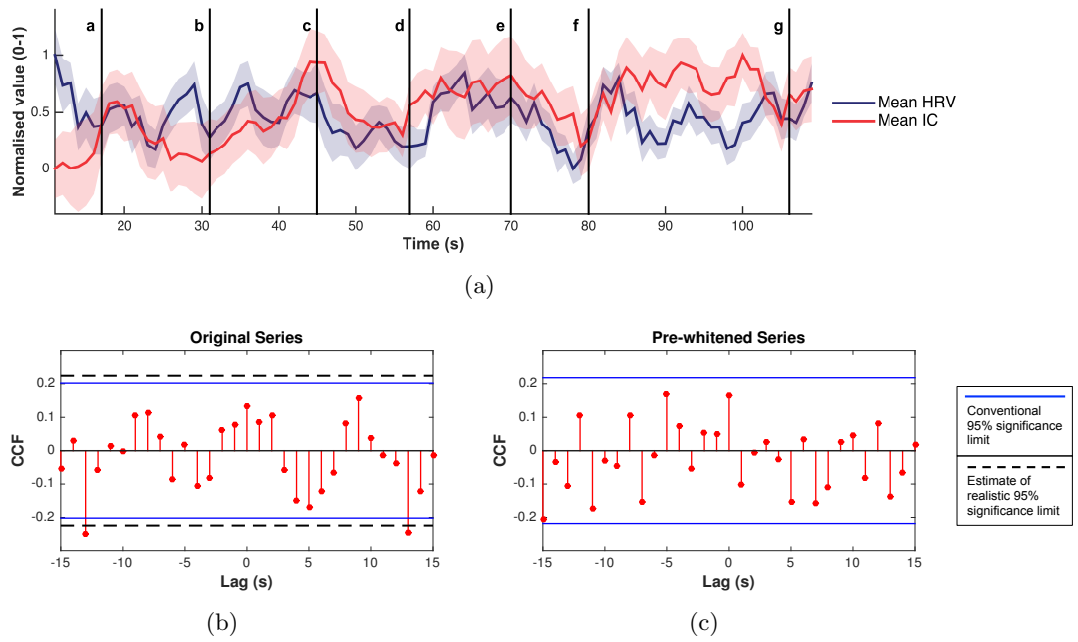 a b c d e f g
Normalised value (0-1)
1
0.5
0
20 30 40 50 60 70 80 90 100
Time (s)
Mean HRV
Mean IC
(a)
Original Series
CCF
0.2
0.1
0
-0.1
-0.2
-15 -10 -5 0 5 10 15
Lag (s)
(b)
Pre-whitened Series
CCF
0.2
0.1
0
-0.1
-0.2
-15 -10 -5 0 5 10 15
Lag (s)
(c)
Conventional
95% significance
limit
Estimate of
realistic 95%
significance limit